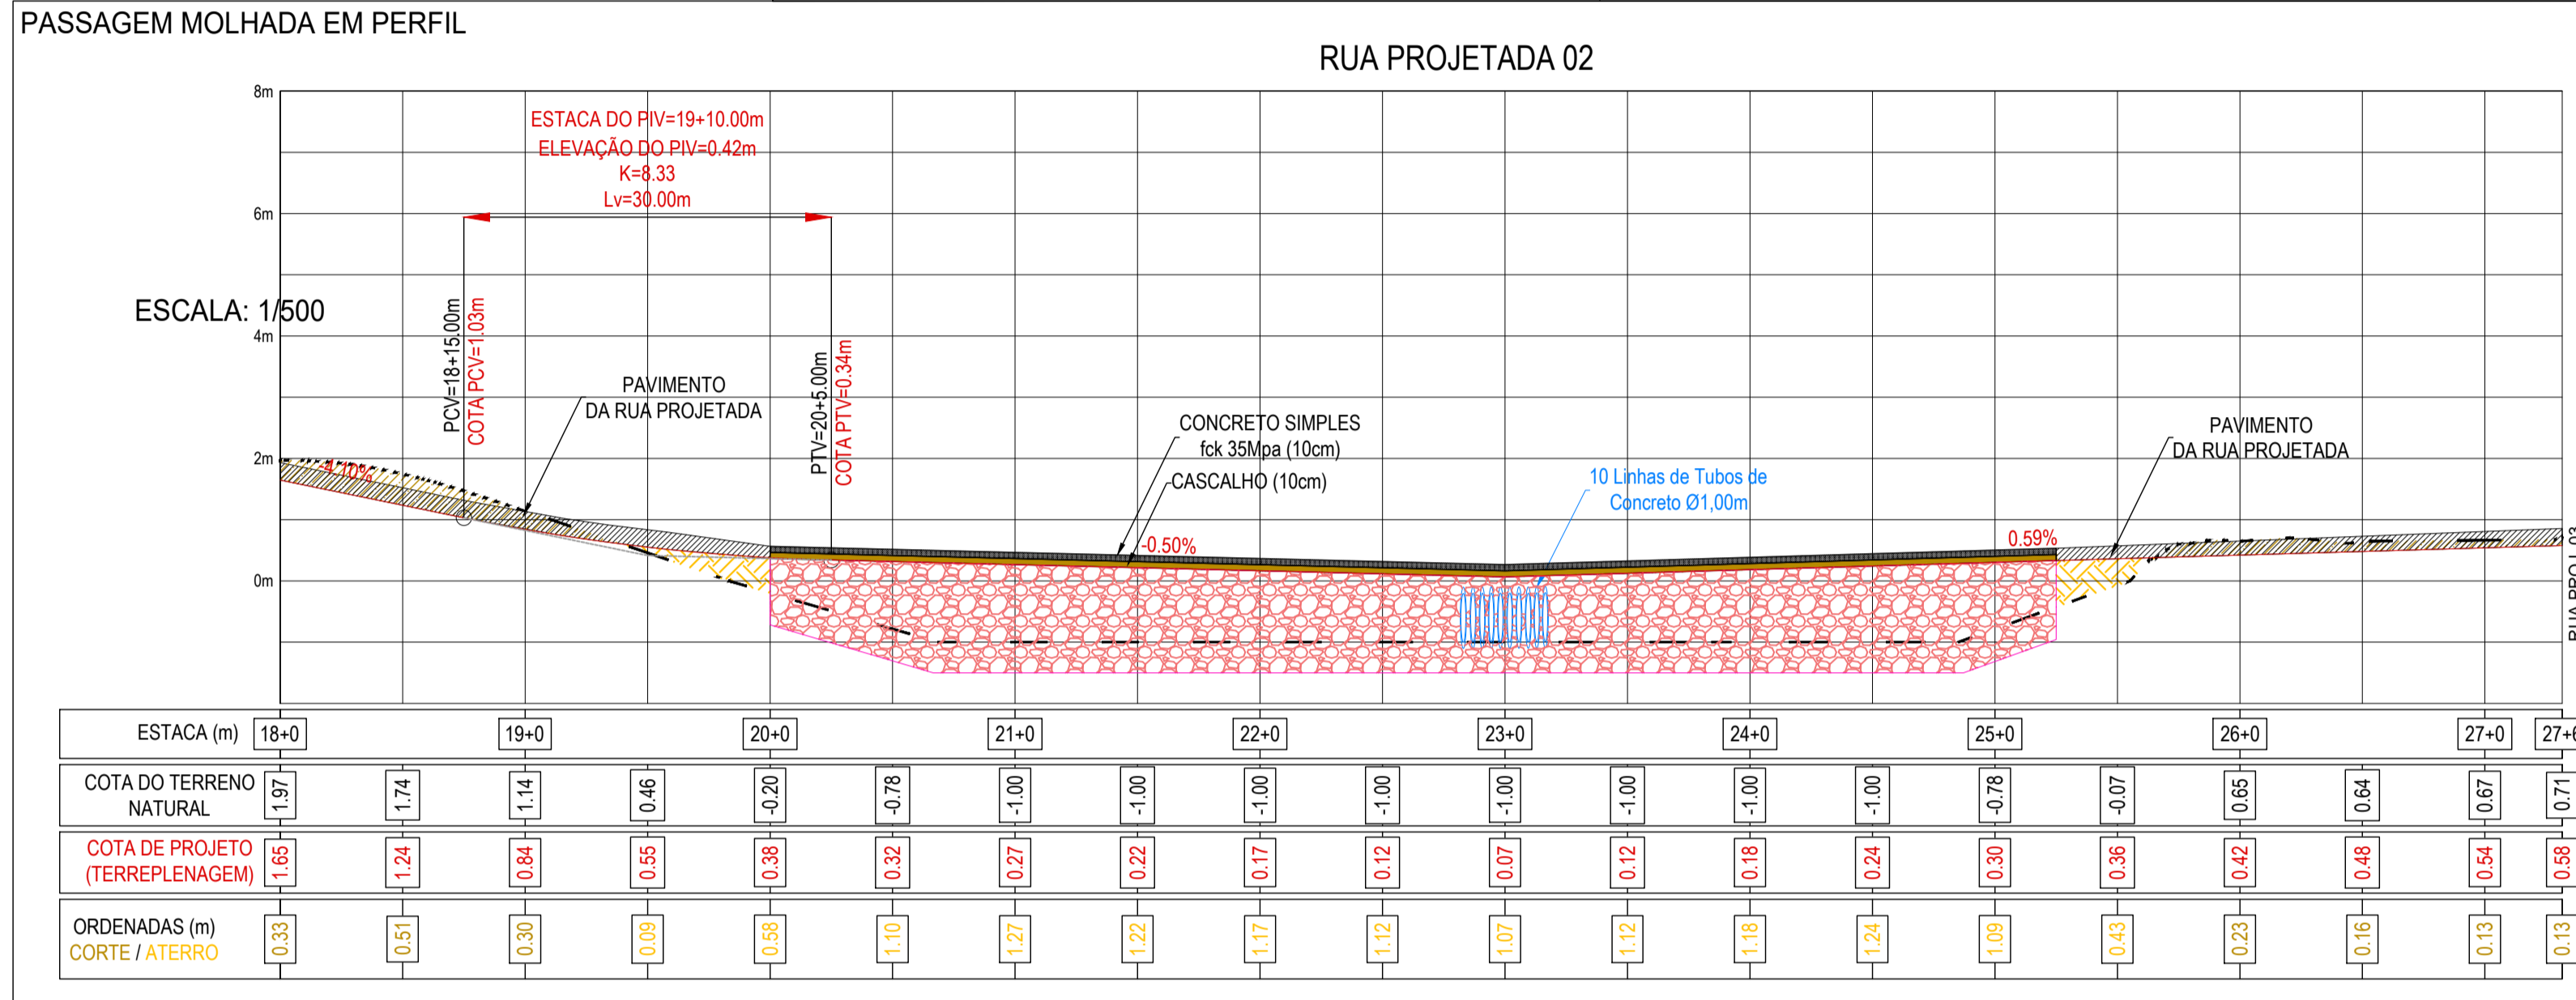 PASSAGEM MOLHADA EM PERFIL
RUA PROJETADA 02
8m
6m
4m
2m
0m
ESCALA: 1/500
ESTACA DO PIV=19+10.00m
ELEVAÇÃO DO PIV=0.42m
K=8.33
Lv=30.00m
PCV=18+15.00m
COTA PCV=1.03m
PTV=20+5.00m
COTA PTV=0.34m
-4.10%
PAVIMENTO
DA RUA PROJETADA
CONCRETO SIMPLES
fck 35Mpa (10cm)
CASCALHO (10cm)
-0.50%
10 Linhas de Tubos de
Concreto Ø1,00m
0.59%
PAVIMENTO
DA RUA PROJETADA
ESTACA (m) 18+0 19+0 20+0 21+0 22+0 23+0 24+0 25+0 26+0 27+0 27+6
COTA DO TERRENO
NATURAL
1.97 1.74 1.14 0.46 -0.20 -0.78 -1.00 -1.00 -1.00 -1.00 -1.00 -1.00 -1.00 -1.00 -0.78 -0.07 0.65 0.64 0.67 0.71
COTA DE PROJETO
(TERREPLENAGEM)
1.65 1.24 0.84 0.55 0.38 0.32 0.27 0.22 0.17 0.12 0.07 0.12 0.18 0.24 0.30 0.36 0.42 0.48 0.54 0.58
ORDENADAS (m)
CORTE / ATERRO
0.33 0.51 0.30 0.09 0.58 1.10 1.27 1.22 1.17 1.12 1.07 1.12 1.18 1.24 1.09 0.43 0.23 0.16 0.13 0.13